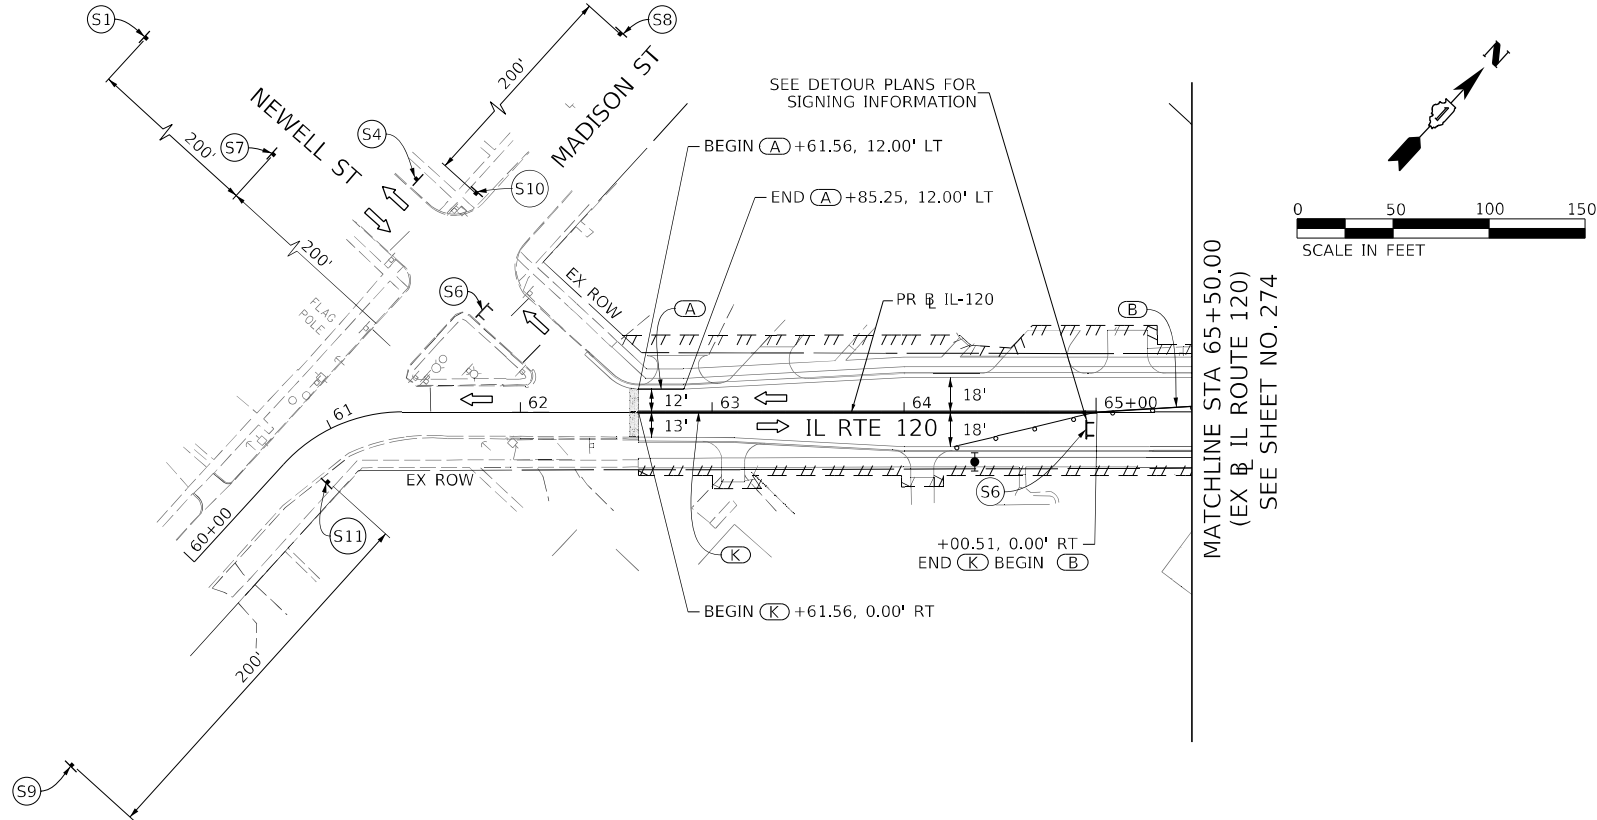 S1
S8
200'
MADISON ST
N
SEE DETOUR PLANS FOR
SIGNING INFORMATION
NEWELL ST
S4
200'
S7
BEGIN A +61.56, 12.00' LT
S10
END A +85.25, 12.00' LT
0 50 100 150
SCALE IN FEET
200'
EX ROW
S6
FLAG
POLE
A
PR BL IL-120
B
MATCHLINE STA 65+50.00
(EX BL IL ROUTE 120)
SEE SHEET NO. 274
61
62
12'
63
64
18'
65+00
13'
IL RTE 120
18'
EX ROW
S6
60+00
S11
K
+00.51, 0.00' RT
END K BEGIN B
BEGIN K +61.56, 0.00' RT
200'
S9